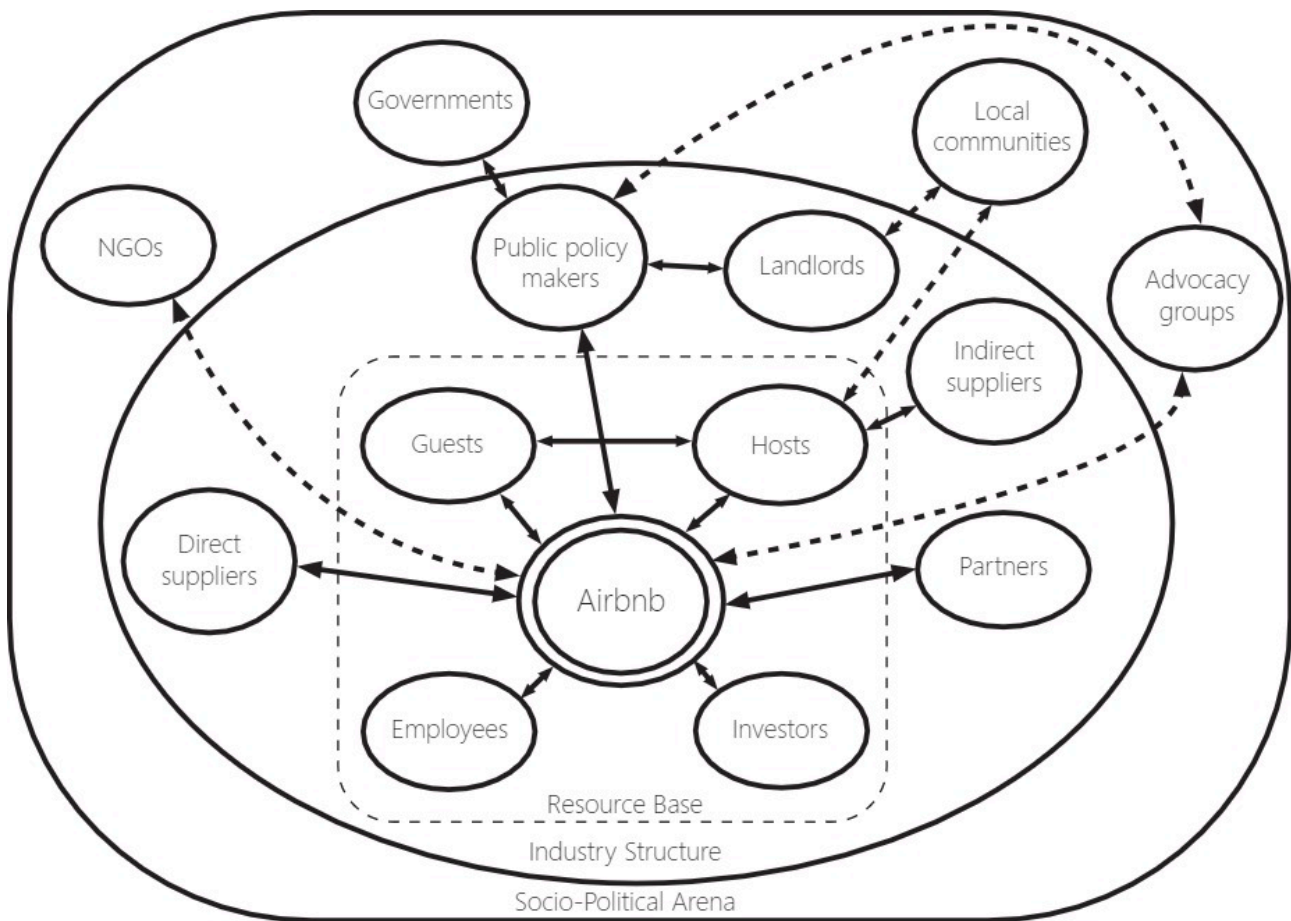 Governments
Local
communities
NGOs
Public policy
makers
Landlords
Advocacy
groups
Indirect
suppliers
Guests
Hosts
Direct
suppliers
Airbnb
Partners
Employees
Investors
Resource Base
Industry Structure
Socio-Political Arena